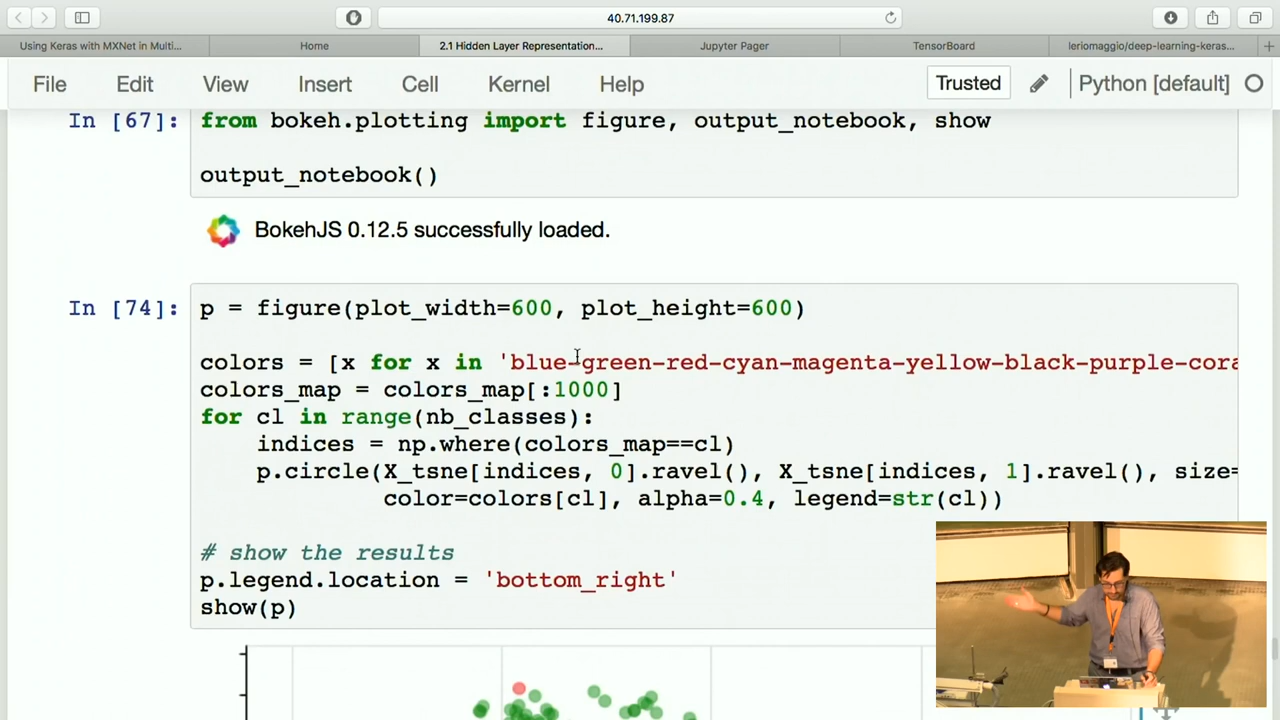 40.71.199.87
Using Keras with MXNet in Multi...
Home
2.1 Hidden Layer Representation...
Jupyter Pager
TensorBoard
leriomaggio/deep-learning-keras...
File Edit View Insert Cell Kernel Help Trusted Python [default]
In [67]: from bokeh.plotting import figure, output_notebook, show
output_notebook()
BokehJS 0.12.5 successfully loaded.
In [74]: p = figure(plot_width=600, plot_height=600)
colors = [x for x in 'blue-green-red-cyan-magenta-yellow-black-purple-cora
colors_map = colors_map[:1000]
for cl in range(nb_classes):
    indices = np.where(colors_map==cl)
    p.circle(X_tsne[indices, 0].ravel(), X_tsne[indices, 1].ravel(), size=
             color=colors[cl], alpha=0.4, legend=str(cl))
# show the results
p.legend.location = 'bottom_right'
show(p)